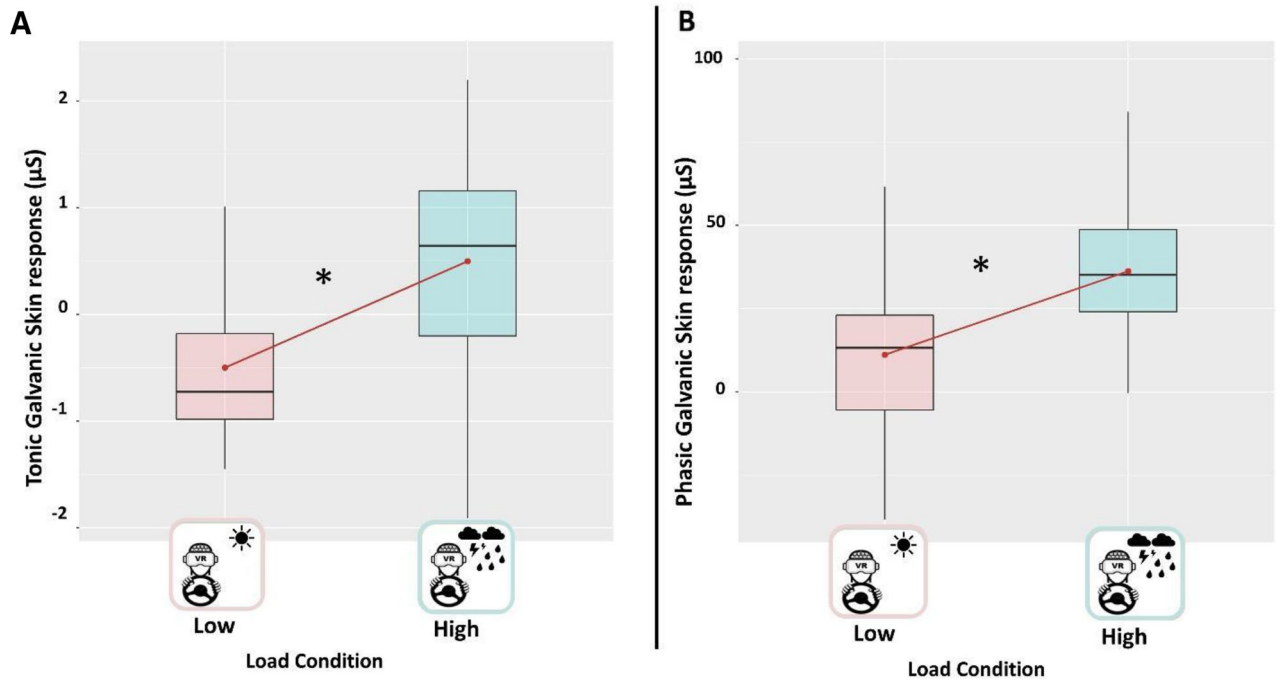 A
Tonic Galvanic Skin response (µS)
2
1
0
-1
-2
*
VR
VR
Low
High
Load Condition
B
Phasic Galvanic Skin response (µS)
100
50
0
*
VR
VR
Low
High
Load Condition